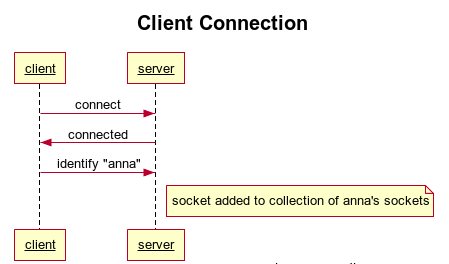 Client Connection
client server
connect
connected
identify "anna"
socket added to collection of anna's sockets
client server